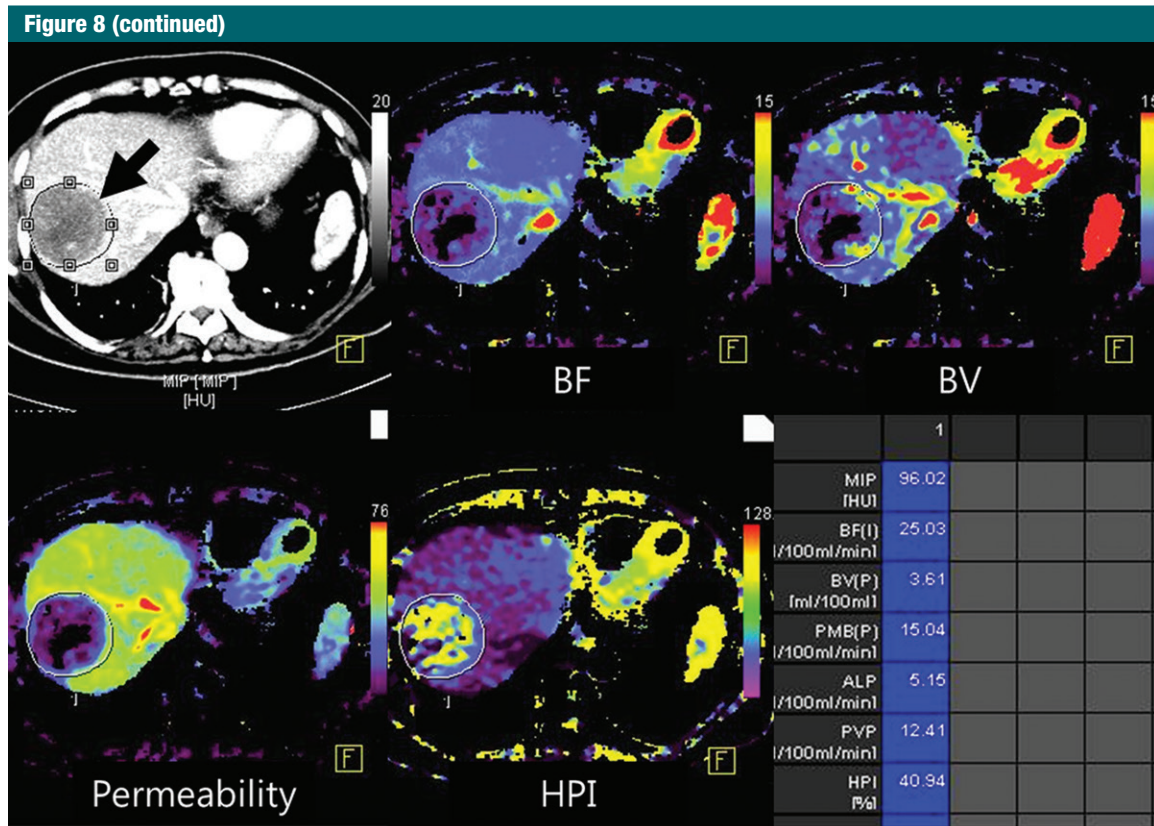 Figure 8 (continued)
20
15
15
F
F
F
MIP [ MIP ]
[HU]
BF
BV
76
128
F
F
Permeability
HPI
1
MIP
[HU]
96.02
BF(I)
l/100ml/min]
25.03
BV(P)
[ml/100ml]
3.61
PMB(P)
l/100ml/min]
15.04
ALP
l/100ml/min]
5.15
PVP
l/100ml/min]
12.41
HPI
[%]
40.94